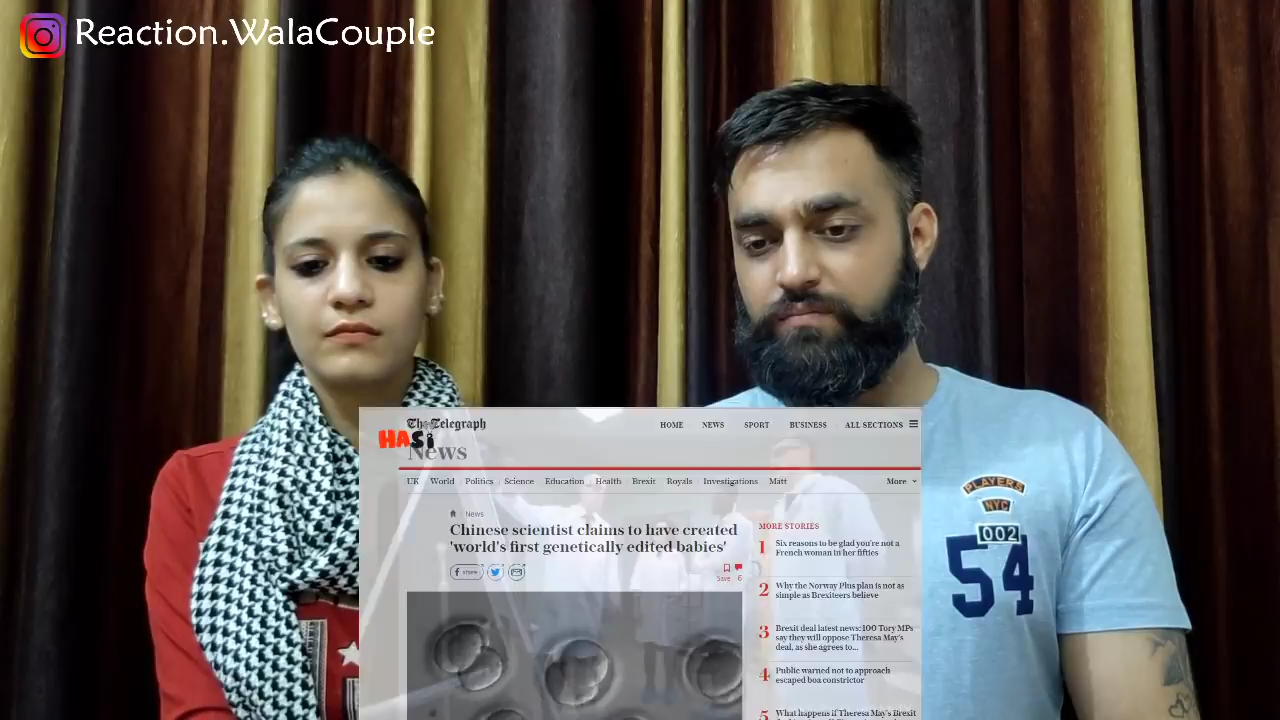 Reaction.WalaCouple
The Telegraph
HASi
News
HOME NEWS SPORT BUSINESS ALL SECTIONS
UK World Politics Science Education Health Brexit Royals Investigations Matt More
News
Chinese scientist claims to have created
'world's first genetically edited babies'
share
Save 6
MORE STORIES
1 Six reasons to be glad you're not a
French woman in her fifties
2 Why the Norway Plus plan is not as
simple as Brexiteers believe
3 Brexit deal latest news: 100 Tory MPs
say they will oppose Theresa May's
deal, as she agrees to...
4 Public warned not to approach
escaped boa constrictor
5 What happens if Theresa May's Brexit
PLAYERS
NYC
002
54